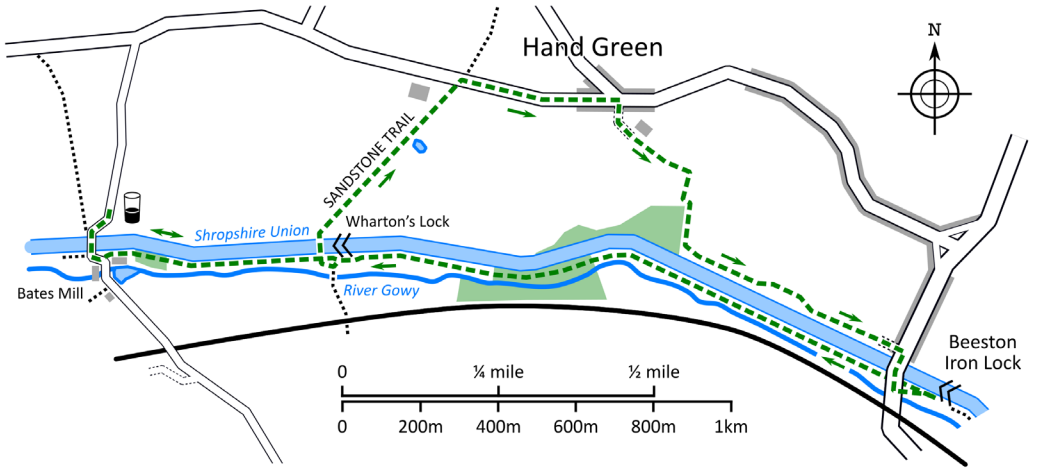 Hand Green
N
SANDSTONE TRAIL
Wharton's Lock
Shropshire Union
River Gowy
Bates Mill
Beeston
Iron Lock
0 ¼ mile ½ mile
0 200m 400m 600m 800m 1km